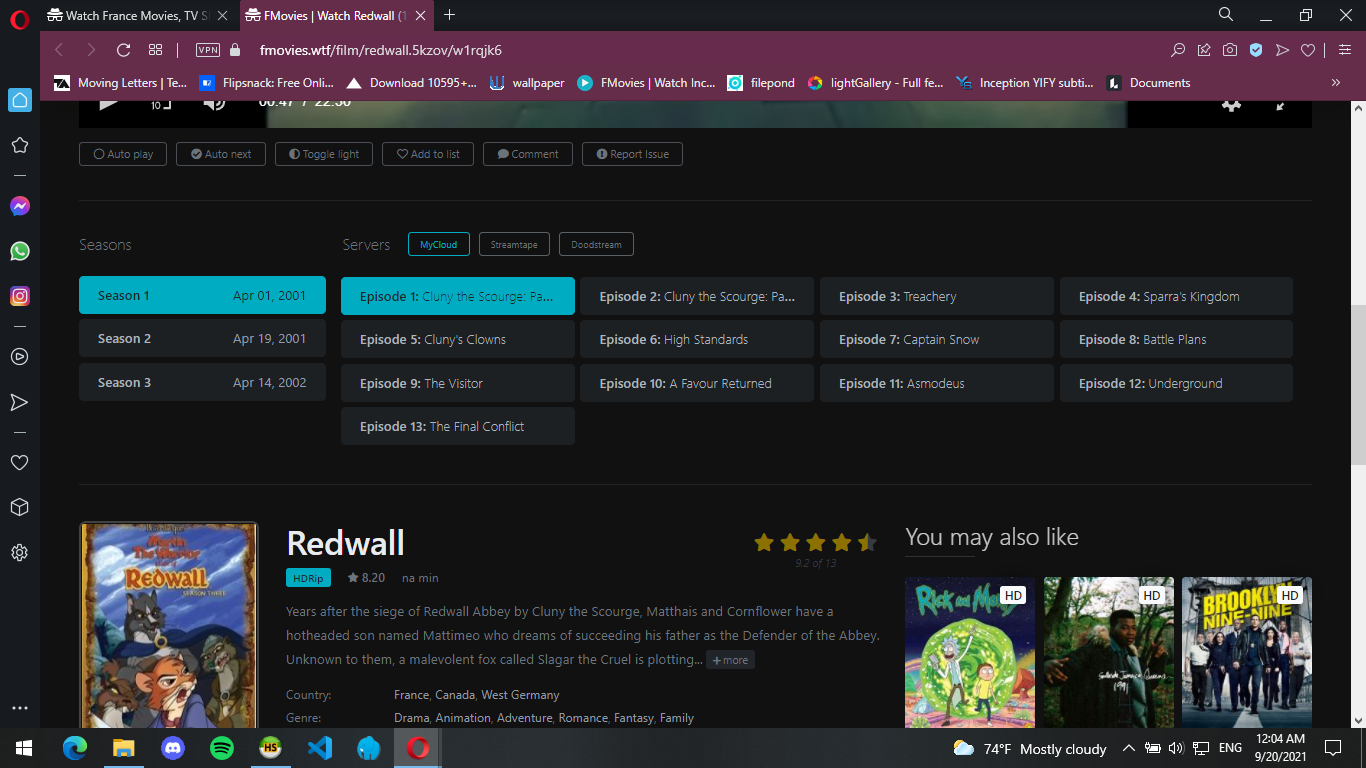 Watch France Movies, TV S
FMovies | Watch Redwall (1
VPN
fmovies.wtf/film/redwall.5kzov/w1rqjk6
Moving Letters | Te...
Flipsnack: Free Onli...
Download 10595+...
wallpaper
FMovies | Watch Inc...
filepond
lightGallery - Full fe...
Inception YIFY subti...
Documents
10
00:47 / 22:30
Auto play
Auto next
Toggle light
Add to list
Comment
Report Issue
Seasons
Servers
MyCloud
Streamtape
Doodstream
Season 1 Apr 01, 2001
Season 2 Apr 19, 2001
Season 3 Apr 14, 2002
Episode 1: Cluny the Scourge: Pa...
Episode 2: Cluny the Scourge: Pa...
Episode 3: Treachery
Episode 4: Sparra's Kingdom
Episode 5: Cluny's Clowns
Episode 6: High Standards
Episode 7: Captain Snow
Episode 8: Battle Plans
Episode 9: The Visitor
Episode 10: A Favour Returned
Episode 11: Asmodeus
Episode 12: Underground
Episode 13: The Final Conflict
Martin
The Warrior
REDWALL
SEASON THREE
Redwall
9.2 of 13
HDRip
8.20
na min
Years after the siege of Redwall Abbey by Cluny the Scourge, Matthais and Cornflower have a
hotheaded son named Mattimeo who dreams of succeeding his father as the Defender of the Abbey.
Unknown to them, a malevolent fox called Slagar the Cruel is plotting... +more
Country: France, Canada, West Germany
Genre: Drama, Animation, Adventure, Romance, Fantasy, Family
You may also like
HD
Rick and Morty
HD
Southside Jamaica Queens
1991
HD
BROOKLYN
NINE-NINE
HS
74°F Mostly cloudy
ENG
12:04 AM
9/20/2021